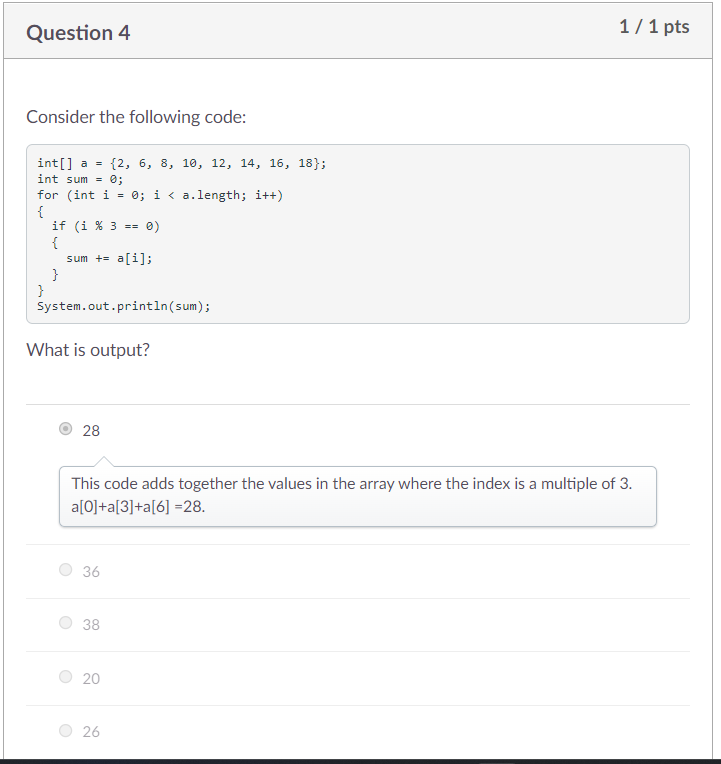 Question 4
1 / 1 pts
Consider the following code:
int[] a = {2, 6, 8, 10, 12, 14, 16, 18};
int sum = 0;
for (int i = 0; i < a.length; i++)
{
  if (i % 3 == 0)
  {
    sum += a[i];
  }
}
System.out.println(sum);
What is output?
28
This code adds together the values in the array where the index is a multiple of 3.
a[0]+a[3]+a[6] =28.
36
38
20
26